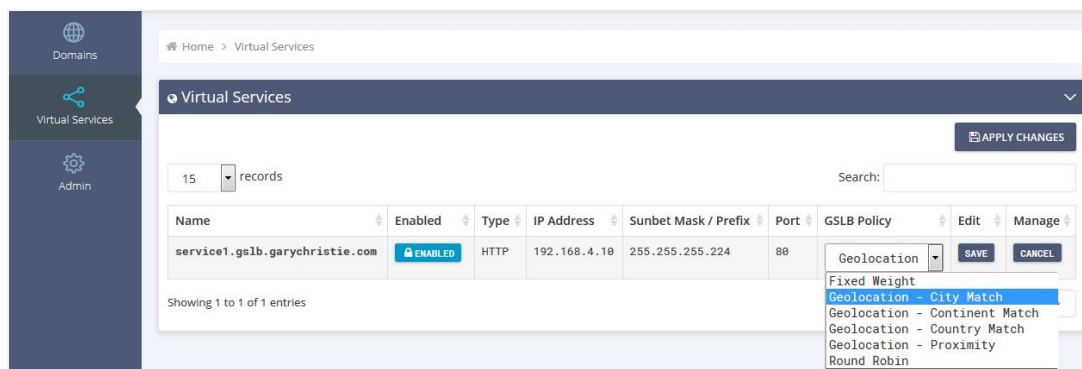 Domains
Virtual Services
Admin
Home > Virtual Services
Virtual Services
APPLY CHANGES
15 records
Search:
Name Enabled Type IP Address Sunbet Mask / Prefix Port GSLB Policy Edit Manage
service1.gslb.garychristie.com ENABLED HTTP 192.168.4.10 255.255.255.224 80 Geolocation SAVE CANCEL
Fixed Weight
Geolocation - City Match
Geolocation - Continent Match
Geolocation - Country Match
Geolocation - Proximity
Round Robin
Showing 1 to 1 of 1 entries